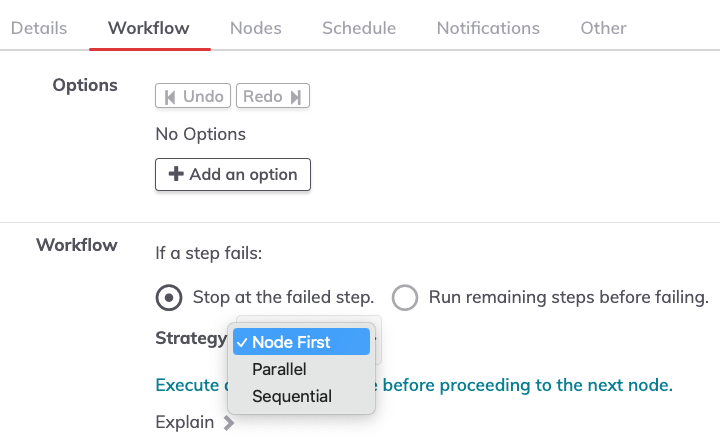 Details Workflow Nodes Schedule Notifications Other
Options
Undo Redo
No Options
Add an option
Workflow If a step fails:
Stop at the failed step. Run remaining steps before failing.
Strategy ✓ Node First
Parallel
Execute before proceeding to the next node.
Sequential
Explain